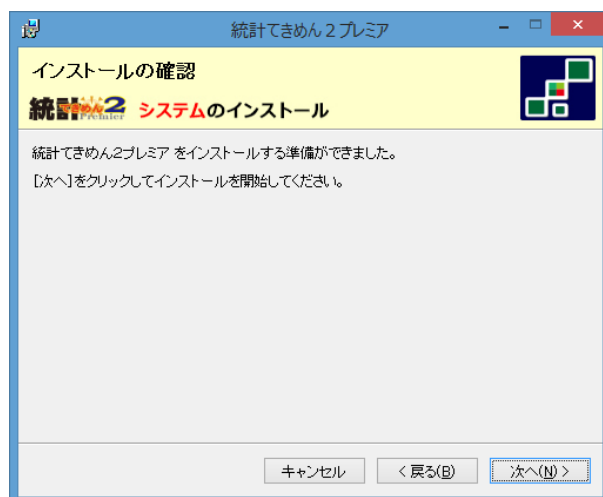 統計てきめん2プレミア
インストールの確認
統計てきめん2 Premier システムのインストール
統計てきめん2プレミア をインストールする準備ができました。
[次へ]をクリックしてインストールを開始してください。
キャンセル < 戻る(B) 次へ(N) >